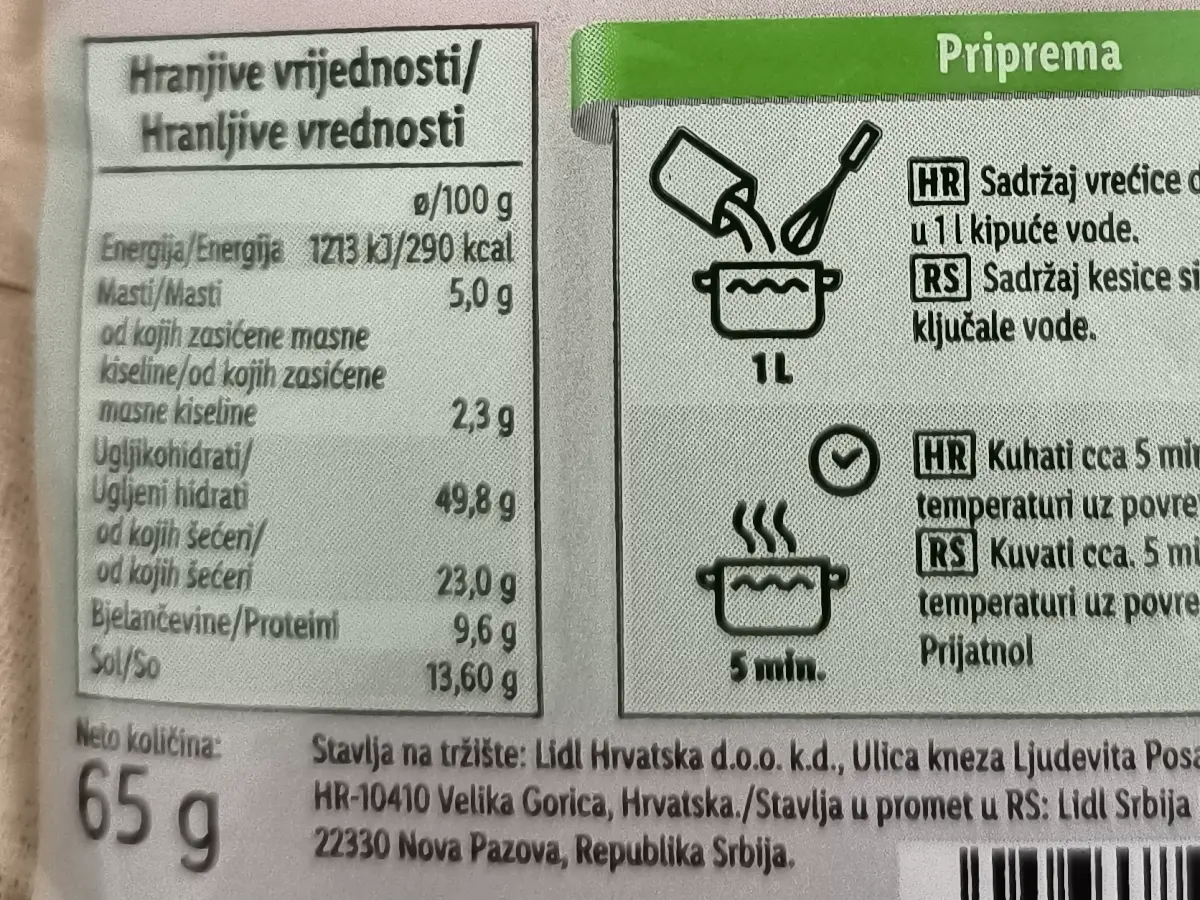 Hranjive vrijednosti/
Hranljive vrednosti
ø/100 g
Energija/Energija 1213 kJ/290 kcal
Masti/Masti 5,0 g
od kojih zasićene masne
kiseline/od kojih zasićene
masne kiseline 2,3 g
Ugljikohidrati/
Ugljeni hidrati 49,8 g
od kojih šećeri/
od kojih šećeri 23,0 g
Bjelančevine/Proteini 9,6 g
Sol/So 13,60 g
Neto količina:
65 g
Priprema
1L
HR Sadržaj vrećice
u 1 l kipuće vode.
RS Sadržaj kesice
ključale vode.
5 min.
HR Kuhati cca 5
temperaturi uz
RS Kuvati cca. 5
temperaturi uz
Prijatno!
Stavlja na tržište: Lidl Hrvatska d.o.o. k.d., Ulica kneza Ljudevita
HR-10410 Velika Gorica, Hrvatska./Stavlja u promet u RS: Lidl Srbija
22330 Nova Pazova, Republika Srbija.